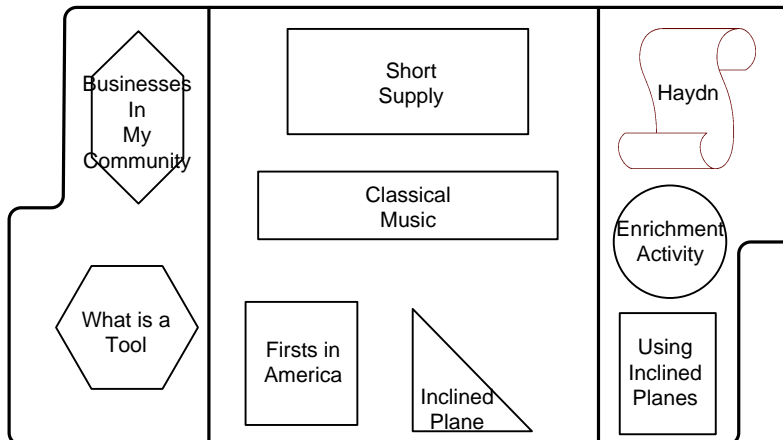 Businesses
In
My
Community
What is a
Tool
Short
Supply
Classical
Music
Firsts in
America
Inclined
Plane
Haydn
Enrichment
Activity
Using
Inclined
Planes